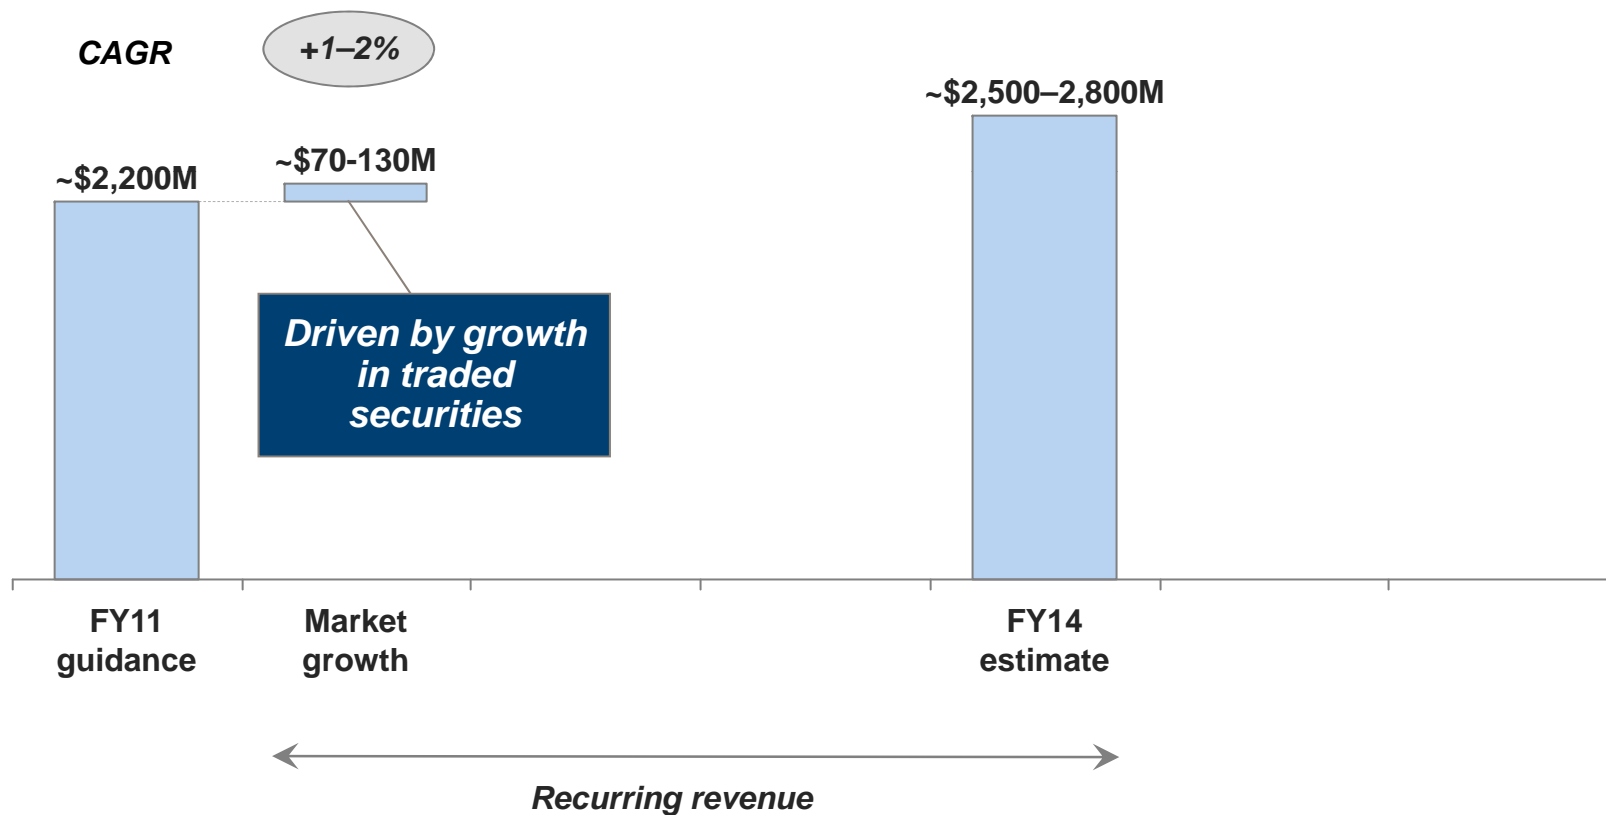 CAGR
+1–2%
~$2,500–2,800M
~$70-130M
~$2,200M
Driven by growth
in traded
securities
FY11
guidance
Market
growth
FY14
estimate
Recurring revenue